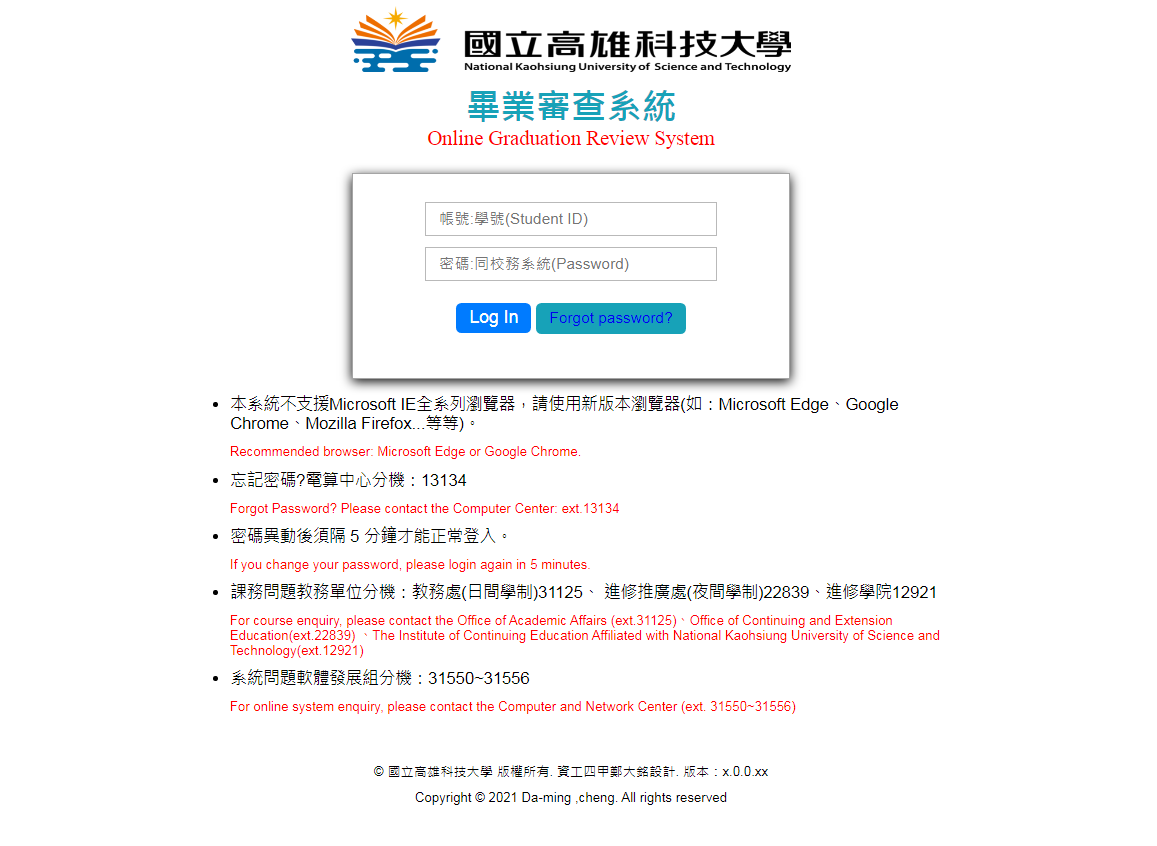 國立高雄科技大學
National Kaohsiung University of Science and Technology
畢業審查系統
Online Graduation Review System
帳號:學號(Student ID)
密碼:同校務系統(Password)
Log In Forgot password?
本系統不支援Microsoft IE全系列瀏覽器，請使用新版本瀏覽器(如：Microsoft Edge、Google
Chrome、Mozilla Firefox...等等)。
Recommended browser: Microsoft Edge or Google Chrome.
忘記密碼?電算中心分機：13134
Forgot Password? Please contact the Computer Center: ext.13134
密碼異動後須隔 5 分鐘才能正常登入。
If you change your password, please login again in 5 minutes.
課務問題教務單位分機：教務處(日間學制)31125、 進修推廣處(夜間學制)22839、進修學院12921
For course enquiry, please contact the Office of Academic Affairs (ext.31125)、Office of Continuing and Extension
Education(ext.22839) 、The Institute of Continuing Education Affiliated with National Kaohsiung University of Science and
Technology(ext.12921)
系統問題軟體發展組分機：31550~31556
For online system enquiry, please contact the Computer and Network Center (ext. 31550~31556)
© 國立高雄科技大學 版權所有. 資工四甲鄭大銘設計. 版本：x.0.0.xx
Copyright © 2021 Da-ming ,cheng. All rights reserved